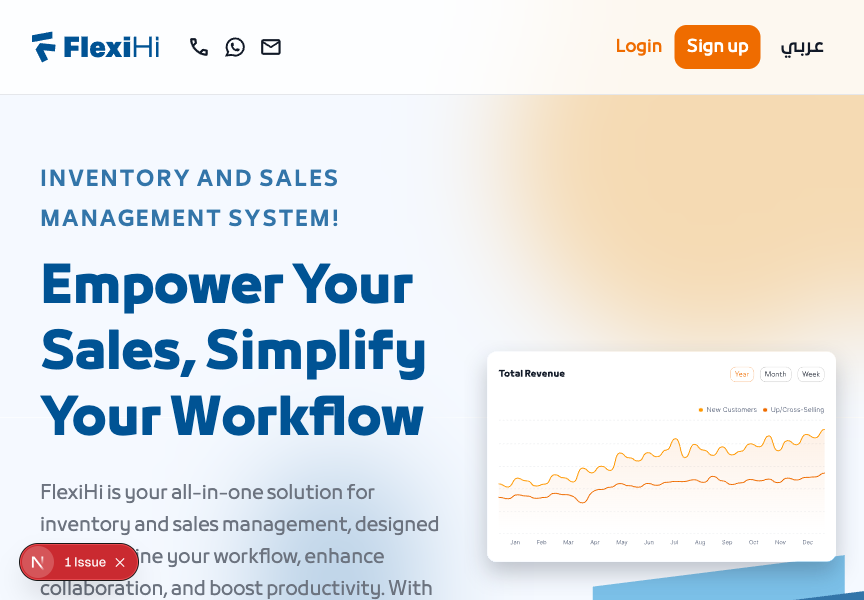 FlexiHi
Login
Sign up
عربي
INVENTORY AND SALES
MANAGEMENT SYSTEM!
Empower Your
Sales, Simplify
Your Workflow
FlexiHi is your all-in-one solution for
inventory and sales management, designed
ine your workflow, enhance
collaboration, and boost productivity. With
Total Revenue
Year
Month
Week
New Customers
Up/Cross-Selling
Jan Feb Mar Apr May Jun Jul Aug Sep Oct Nov Dec
N
1 Issue